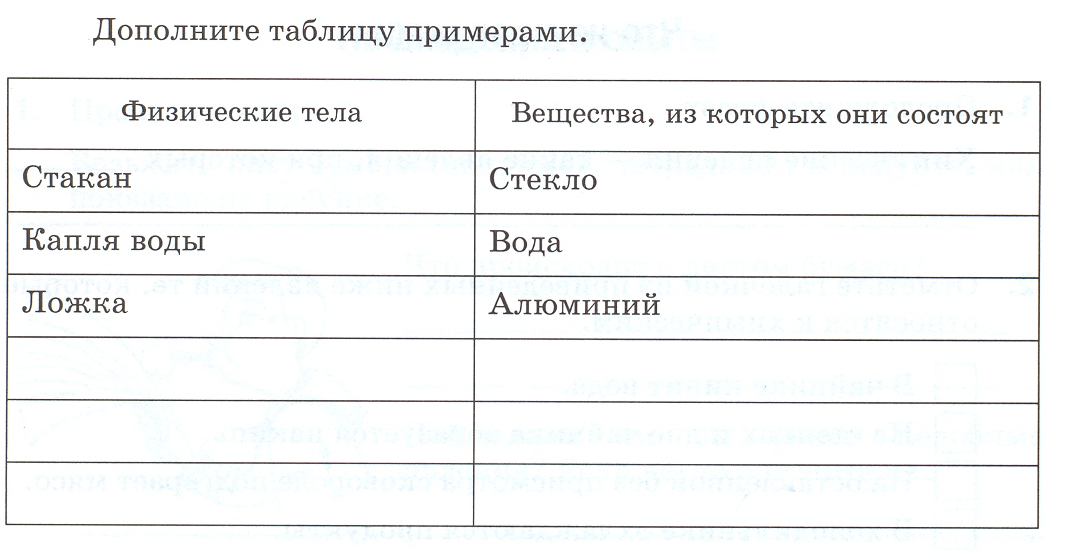 Дополните таблицу примерами.
Физические тела
Вещества, из которых они состоят
Стакан
Стекло
Капля воды
Вода
Ложка
Алюминий